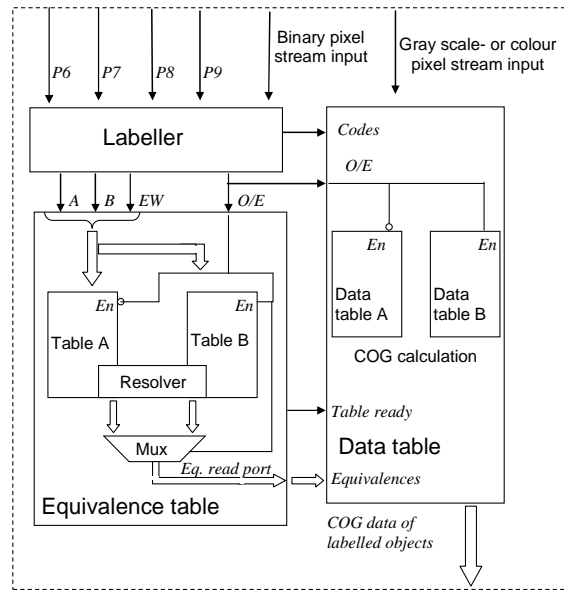 Binary pixel
stream input
Gray scale- or colour
pixel stream input
P6
P7
P8
P9
Labeller
Codes
O/E
A
B
EW
O/E
En
En
Data
table A
Data
table B
COG calculation
En
En
Table A
Table B
Resolver
Mux
Table ready
Data table
Eq. read port
Equivalences
Equivalence table
COG data of
labelled objects